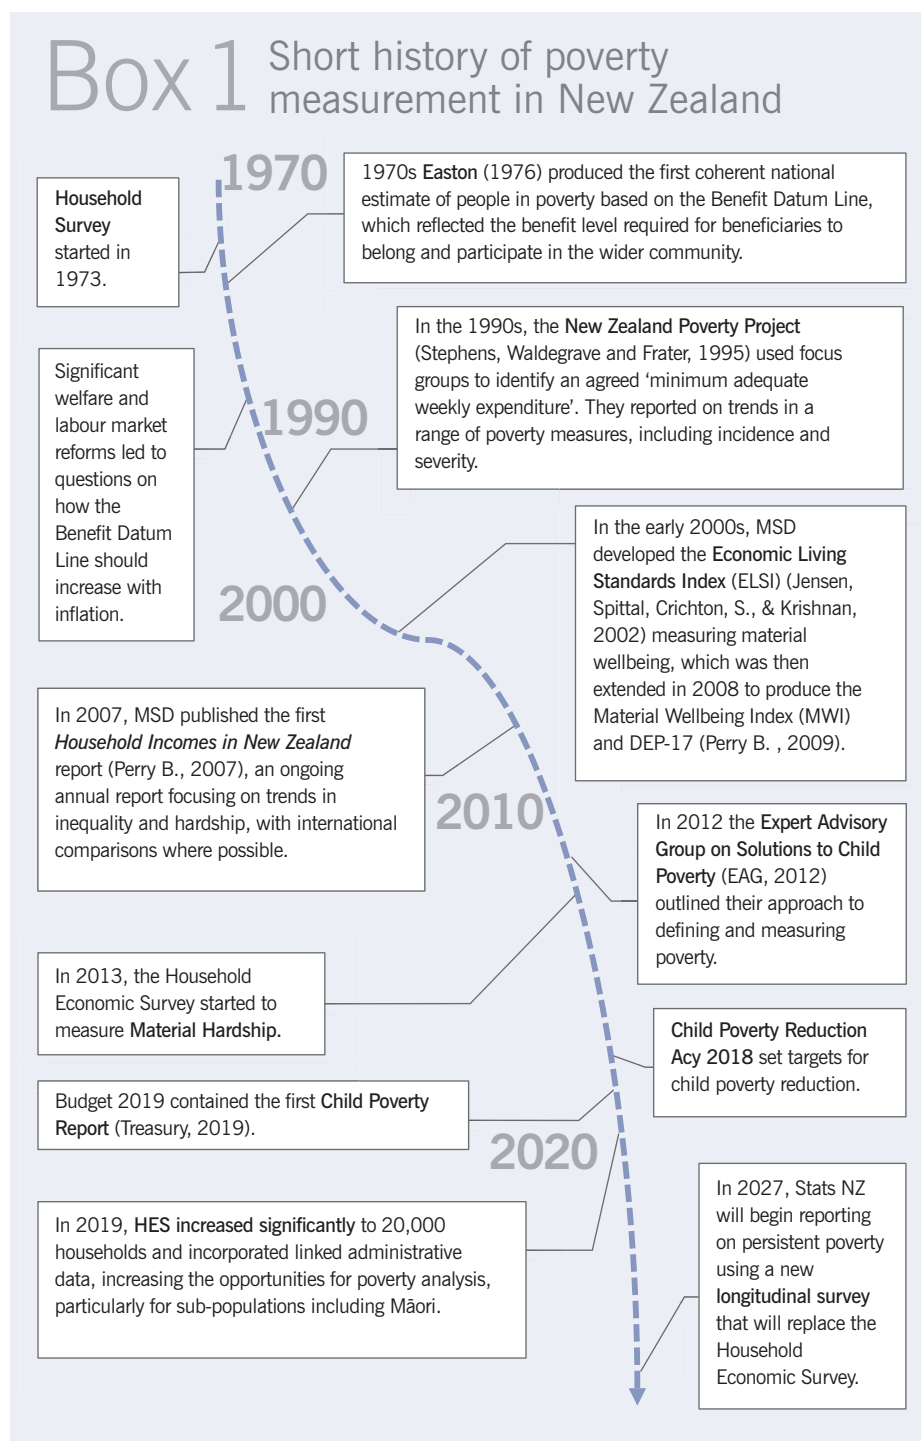 Box 1
Short history of poverty
measurement in New Zealand
1970
Household
Survey
started in
1973.
1970s Easton (1976) produced the first coherent national
estimate of people in poverty based on the Benefit Datum Line,
which reflected the benefit level required for beneficiaries to
belong and participate in the wider community.
Significant
welfare and
labour market
reforms led to
questions on
how the
Benefit Datum
Line should
increase with
inflation.
1990
In the 1990s, the New Zealand Poverty Project
(Stephens, Waldegrave and Frater, 1995) used focus
groups to identify an agreed ‘minimum adequate
weekly expenditure’. They reported on trends in a
range of poverty measures, including incidence and
severity.
2000
In the early 2000s, MSD
developed the Economic Living
Standards Index (ELSI) (Jensen,
Spittal, Crichton, S., & Krishnan,
2002) measuring material
wellbeing, which was then
extended in 2008 to produce the
Material Wellbeing Index (MWI)
and DEP-17 (Perry B. , 2009).
In 2007, MSD published the first
Household Incomes in New Zealand
report (Perry B., 2007), an ongoing
annual report focusing on trends in
inequality and hardship, with international
comparisons where possible.
2010
In 2012 the Expert Advisory
Group on Solutions to Child
Poverty (EAG, 2012)
outlined their approach to
defining and measuring
poverty.
In 2013, the Household
Economic Survey started to
measure Material Hardship.
Child Poverty Reduction
Acy 2018 set targets for
child poverty reduction.
Budget 2019 contained the first Child Poverty
Report (Treasury, 2019).
2020
In 2019, HES increased significantly to 20,000
households and incorporated linked administrative
data, increasing the opportunities for poverty analysis,
particularly for sub-populations including Māori.
In 2027, Stats NZ
will begin reporting
on persistent poverty
using a new
longitudinal survey
that will replace the
Household
Economic Survey.